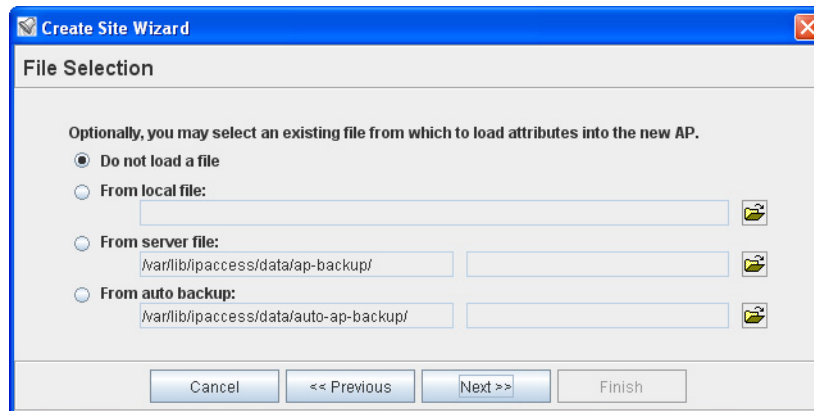 Create Site Wizard
File Selection
Optionally, you may select an existing file from which to load attributes into the new AP.
Do not load a file
From local file:
From server file:
/var/lib/ipaccess/data/ap-backup/
From auto backup:
/var/lib/ipaccess/data/auto-ap-backup/
Cancel
<< Previous
Next >>
Finish